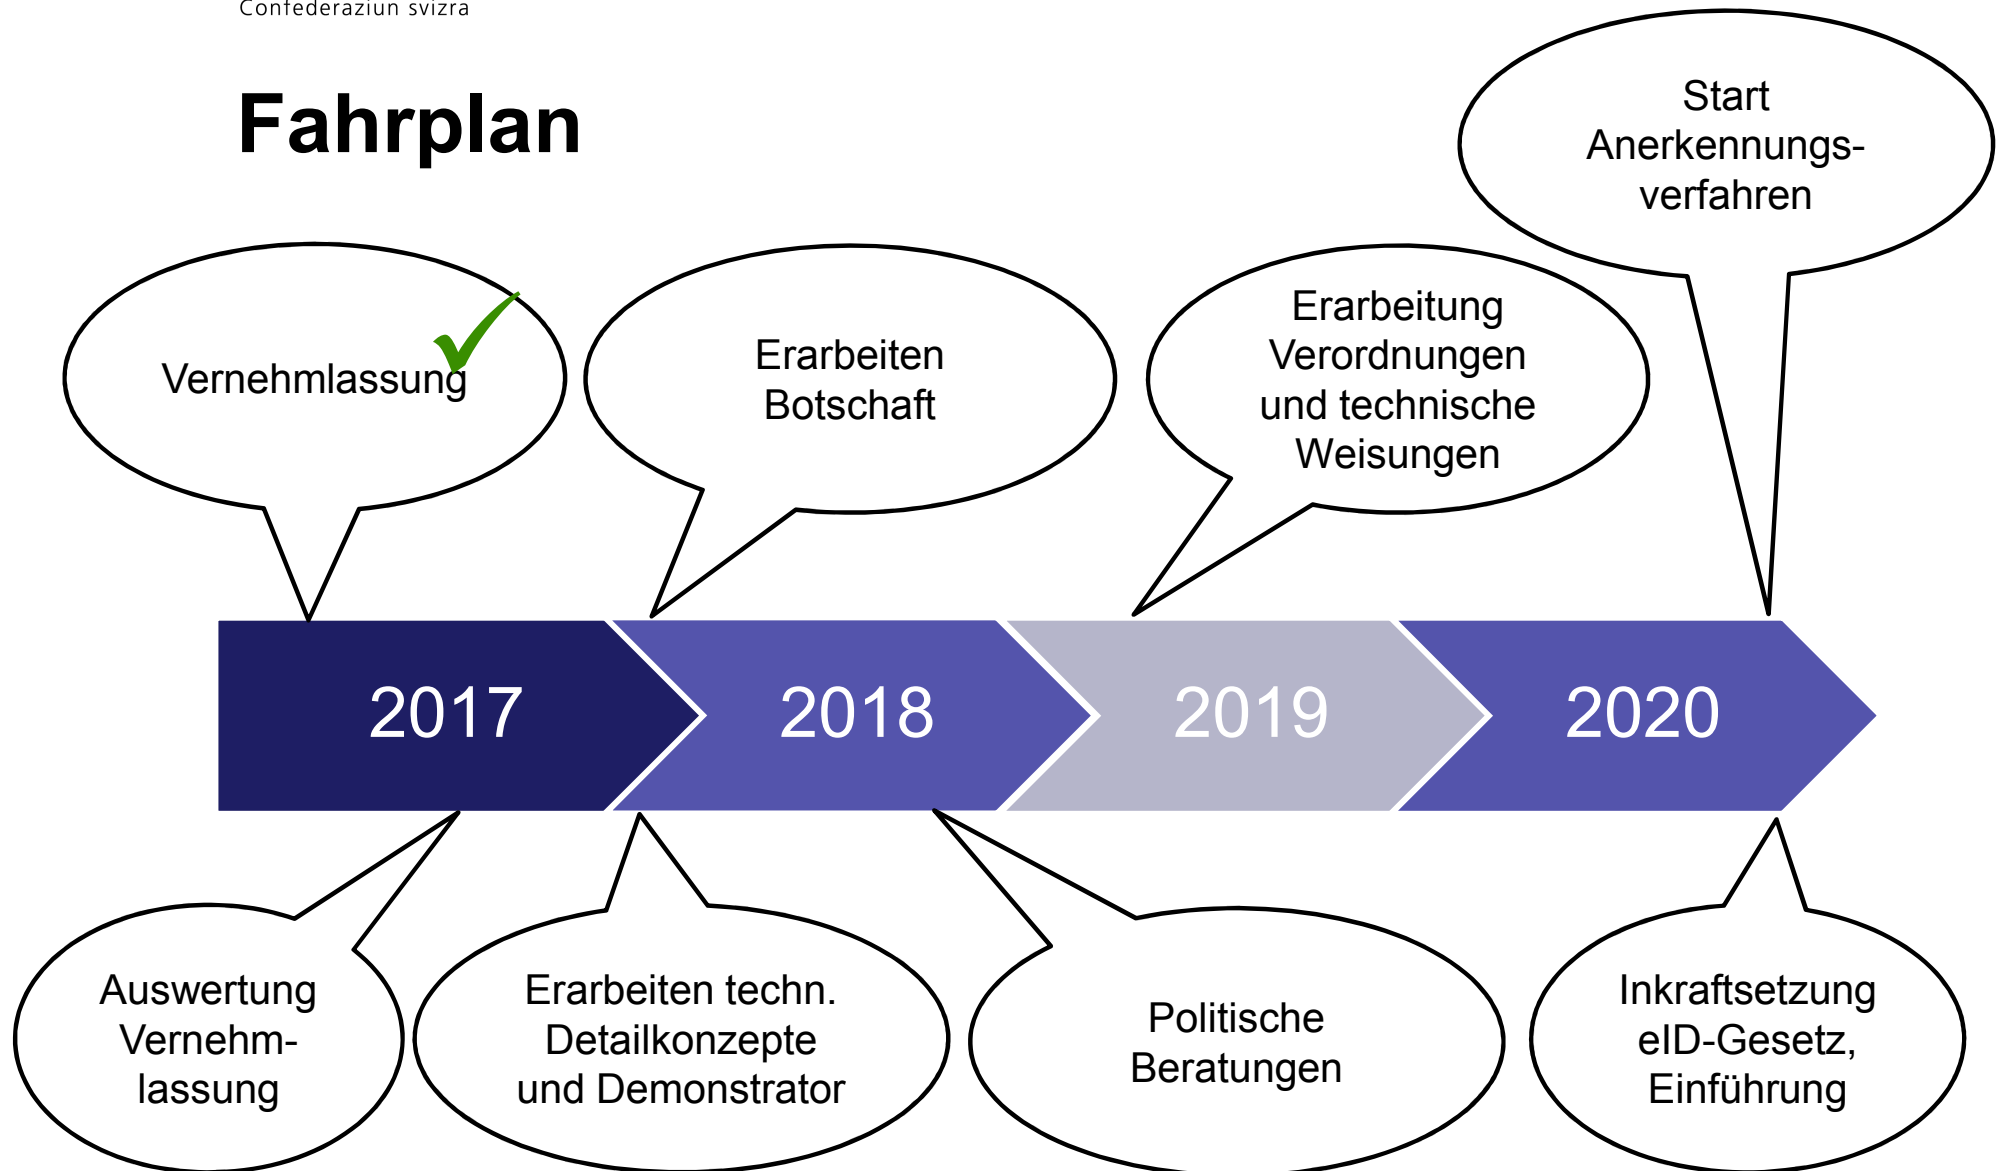 Confederaziun svizra
Fahrplan
Start
Anerkennungs-
verfahren
Vernehmlassung
Erarbeiten
Botschaft
Erarbeitung
Verordnungen
und technische
Weisungen
2017
2018
2019
2020
Auswertung
Vernehm-
lassung
Erarbeiten techn.
Detailkonzepte
und Demonstrator
Politische
Beratungen
Inkraftsetzung
eID-Gesetz,
Einführung